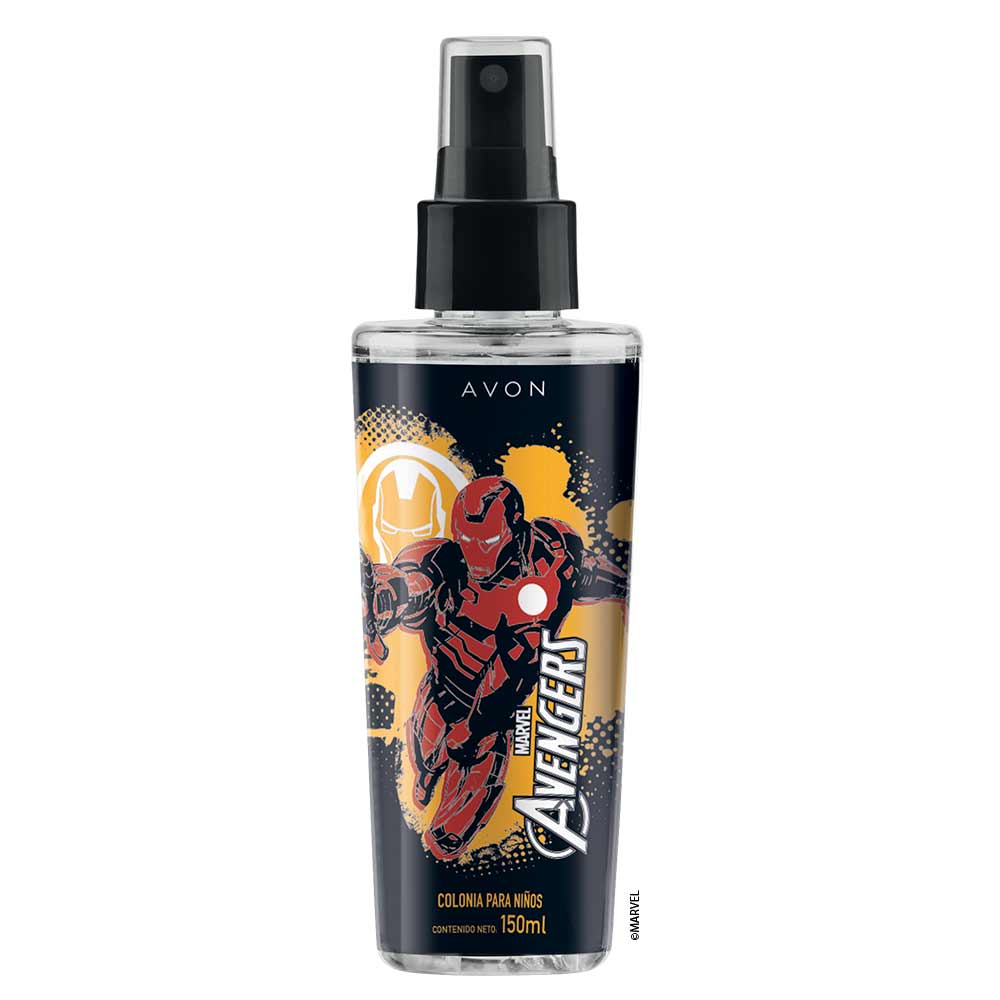 AVON
MARVEL
AVENGERS
COLONIA PARA NIÑOS
CONTENIDO NETO: 150ml
©MARVEL